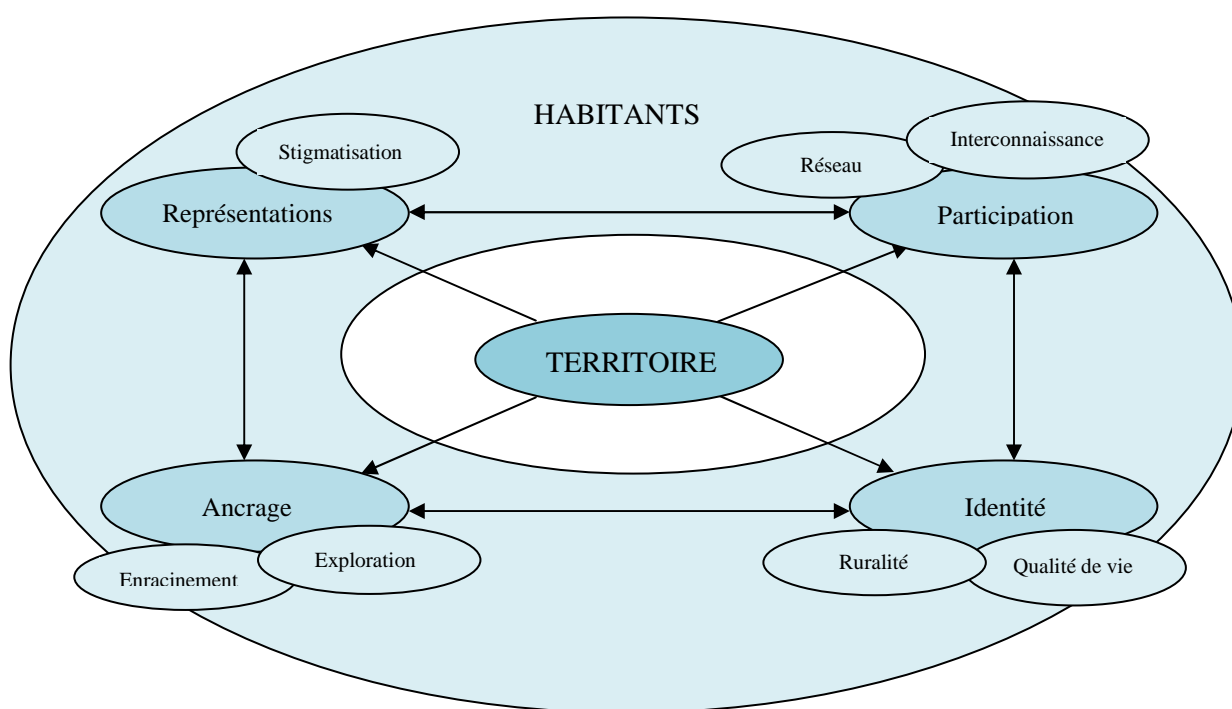 HABITANTS
Stigmatisation
Interconnaissance
Réseau
Représentations
Participation
TERRITOIRE
Ancrage
Identité
Enracinement
Exploration
Ruralité
Qualité de vie